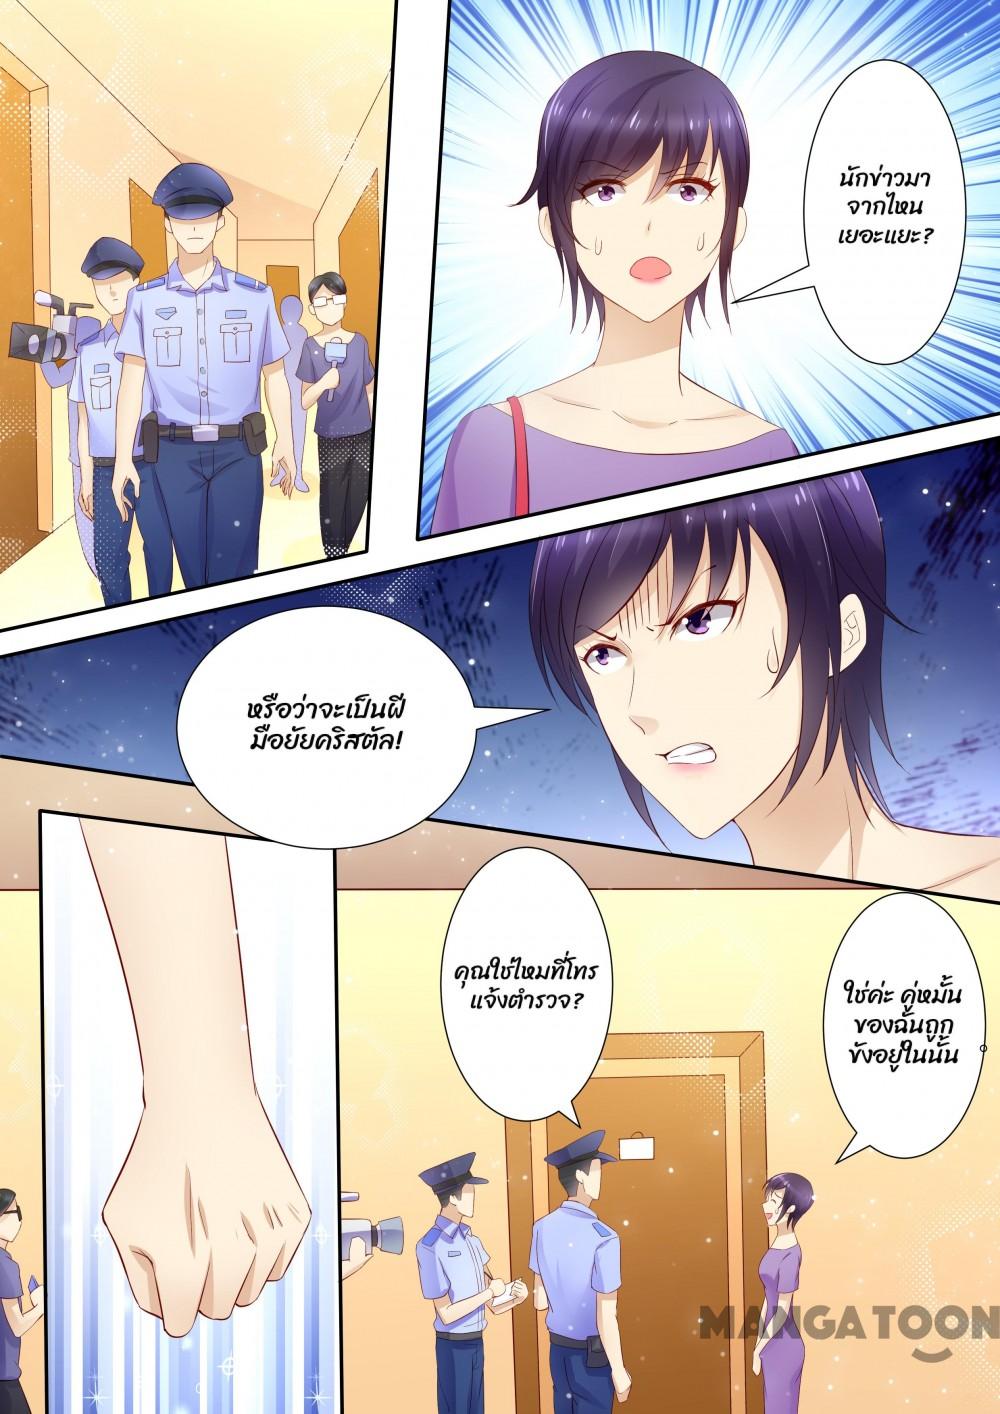 นักข่าวมา
จากไหน
เยอะแยะ?
หรือว่าจะเป็นฝี
มือยัยคริสตัล!
คุณใช่ไหมที่โทร
แจ้งตำรวจ?
ใช่ค่ะ คู่หมั้น
ของฉันถูก
ขังอยู่ในนั้น
MANGATOON